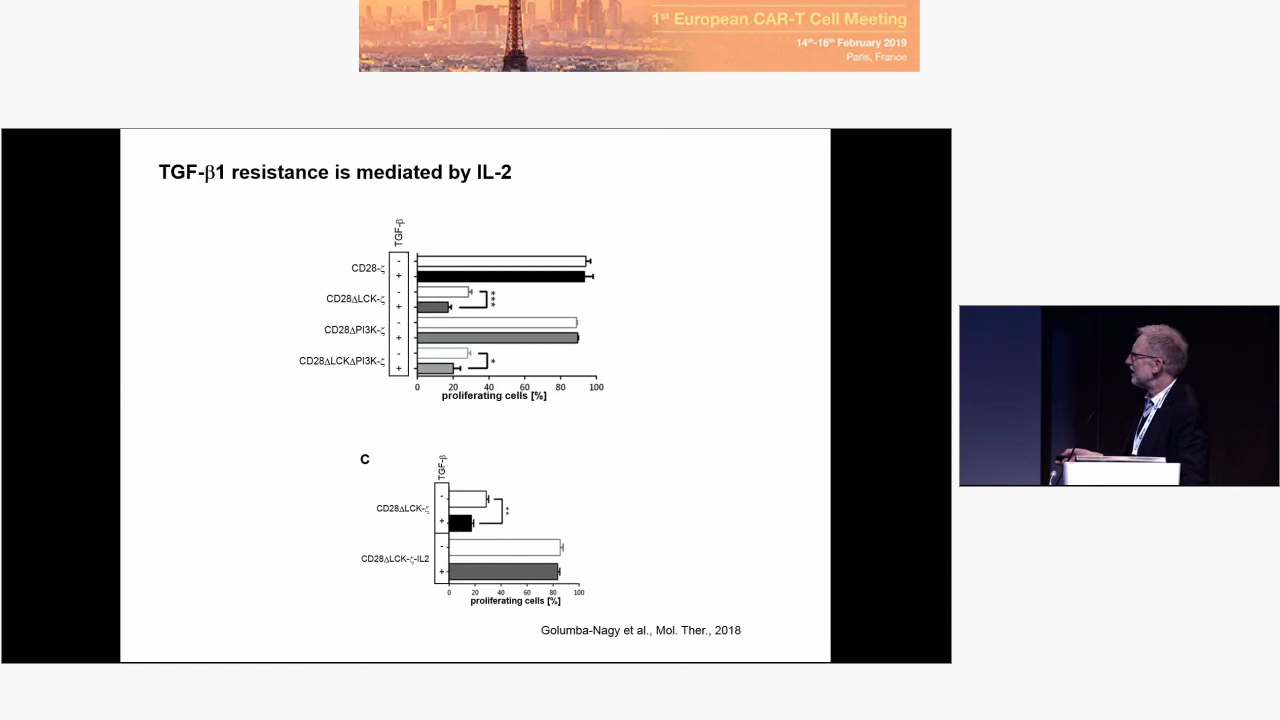 1st European CAR-T Cell Meeting
14th-16th February 2019
Paris, France
TGF-β1 resistance is mediated by IL-2
TGF-β
CD28-ζ
-
+
CD28ΔLCK-ζ
-
+
***
CD28ΔPI3K-ζ
-
+
CD28ΔLCKΔPI3K-ζ
-
+
*
0 20 40 60 80 100
proliferating cells [%]
C
TGF-β
CD28ΔLCK-ζ
-
+
**
CD28ΔLCK-ζ-IL2
-
+
0 20 40 60 80 100
proliferating cells [%]
Golumba-Nagy et al., Mol. Ther., 2018